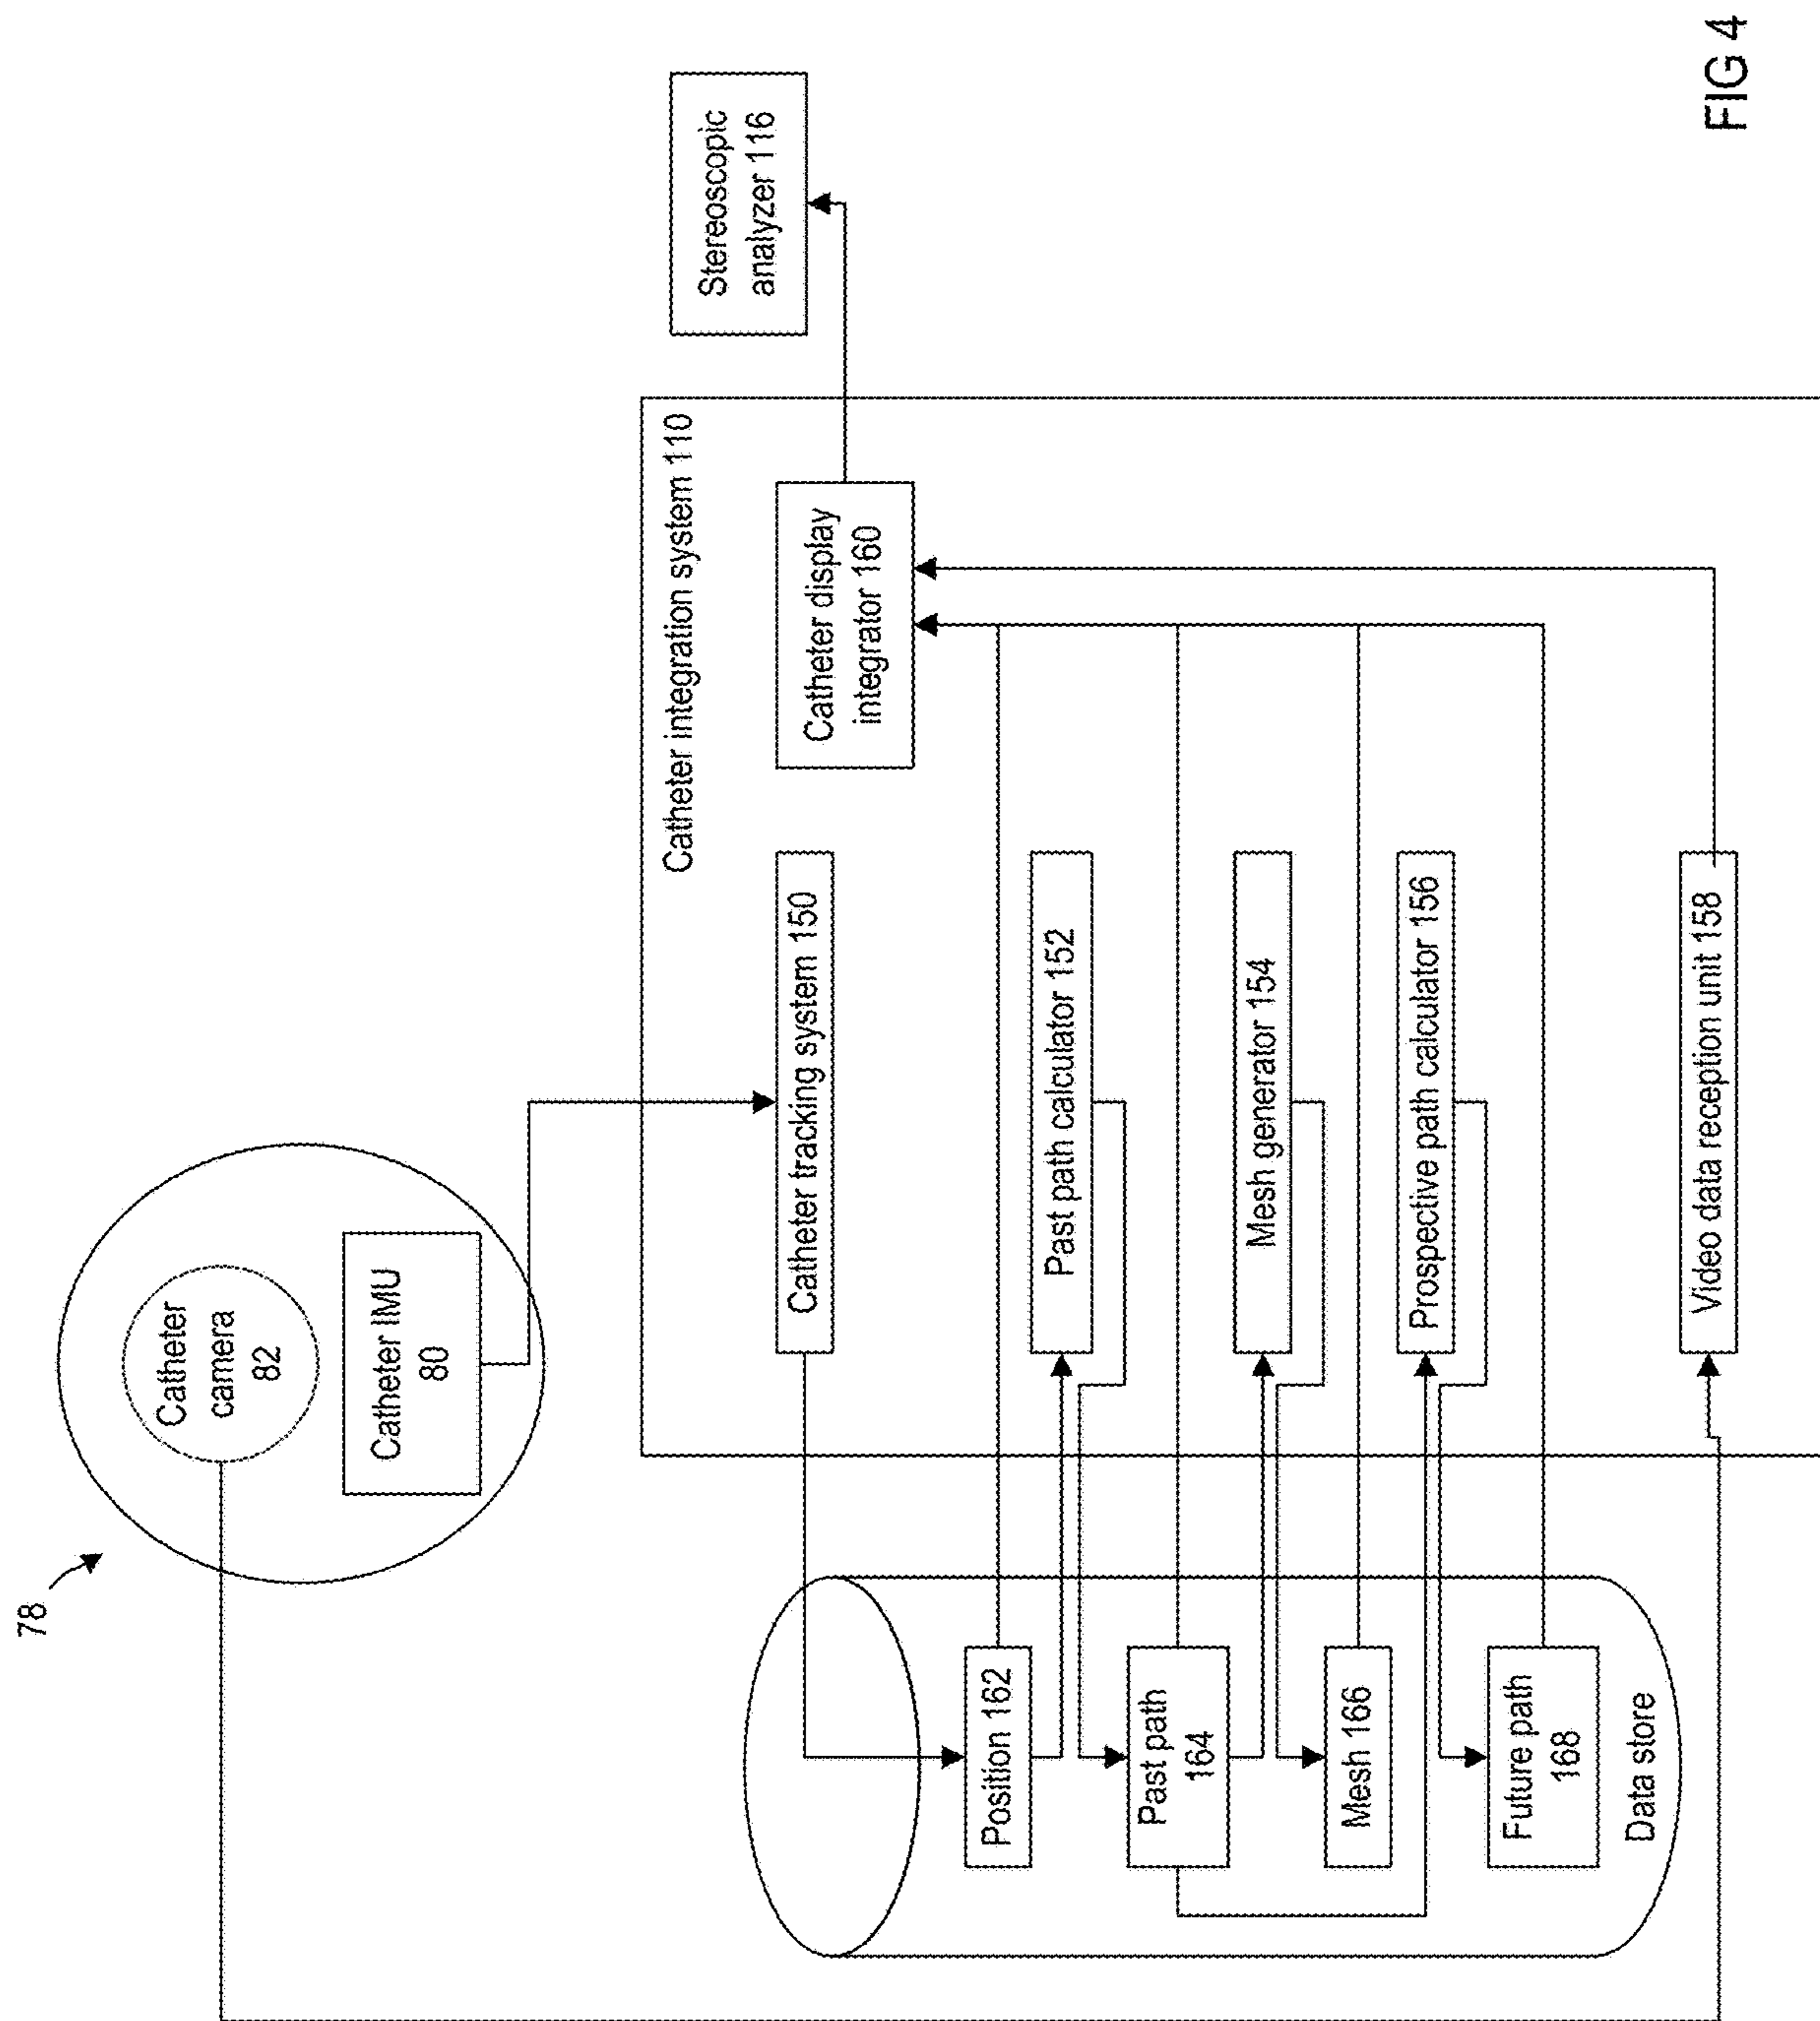 78
Catheter
camera
82
Catheter IMU
80
Stereoscopic
analyzer 116
Catheter integration system 110
Catheter tracking system 150
Catheter display
integrator 160
Position 162
Past path calculator 152
Past path
164
Mesh generator 154
Mesh 166
Prospective path calculator 156
Future path
168
Data store
Video data reception unit 158
FIG 4